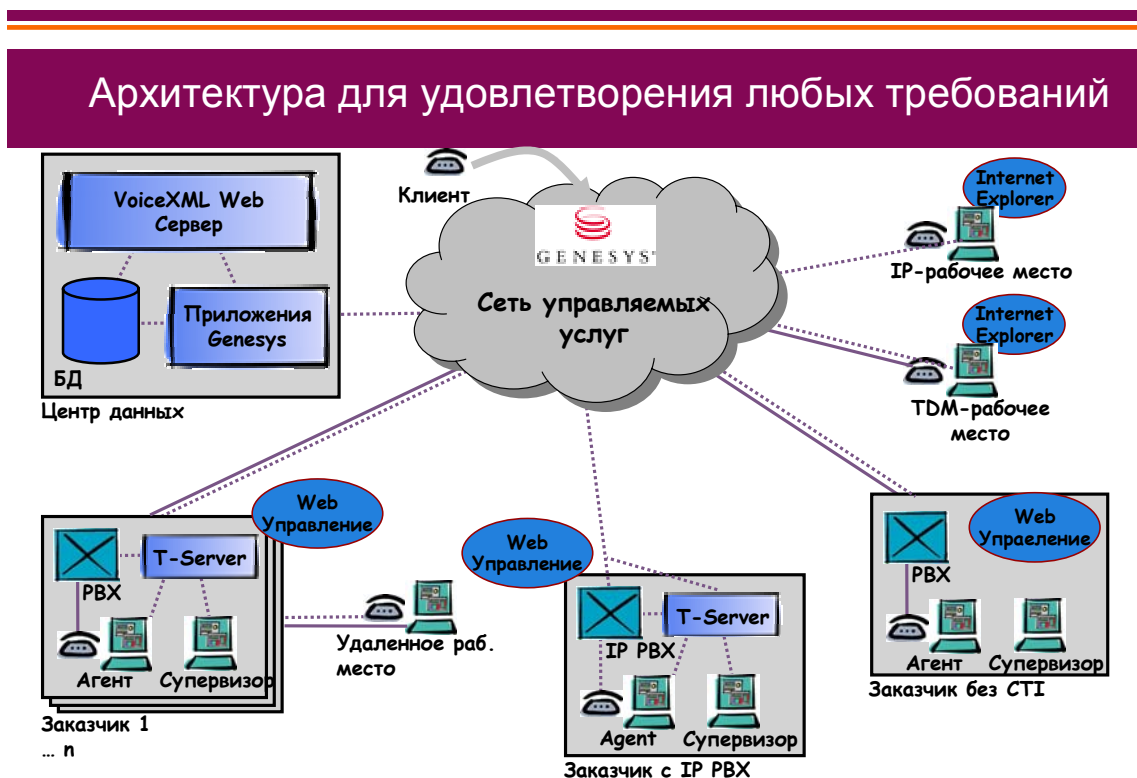 Архитектура для удовлетворения любых требований
VoiceXML Web
Сервер
Приложения
Genesys
БД
Центр данных
Клиент
GENESYS
Сеть управляемых
услуг
Internet
Explorer
IP-рабочее место
Internet
Explorer
TDM-рабочее
место
Web
Управление
T-Server
PBX
Агент
Супервизор
Заказчик 1
... n
Удаленное раб.
место
Web
Управление
T-Server
IP PBX
Agent
Супервизор
Заказчик с IP PBX
Web
Упраеление
PBX
Агент
Супервизор
Заказчик без CTI